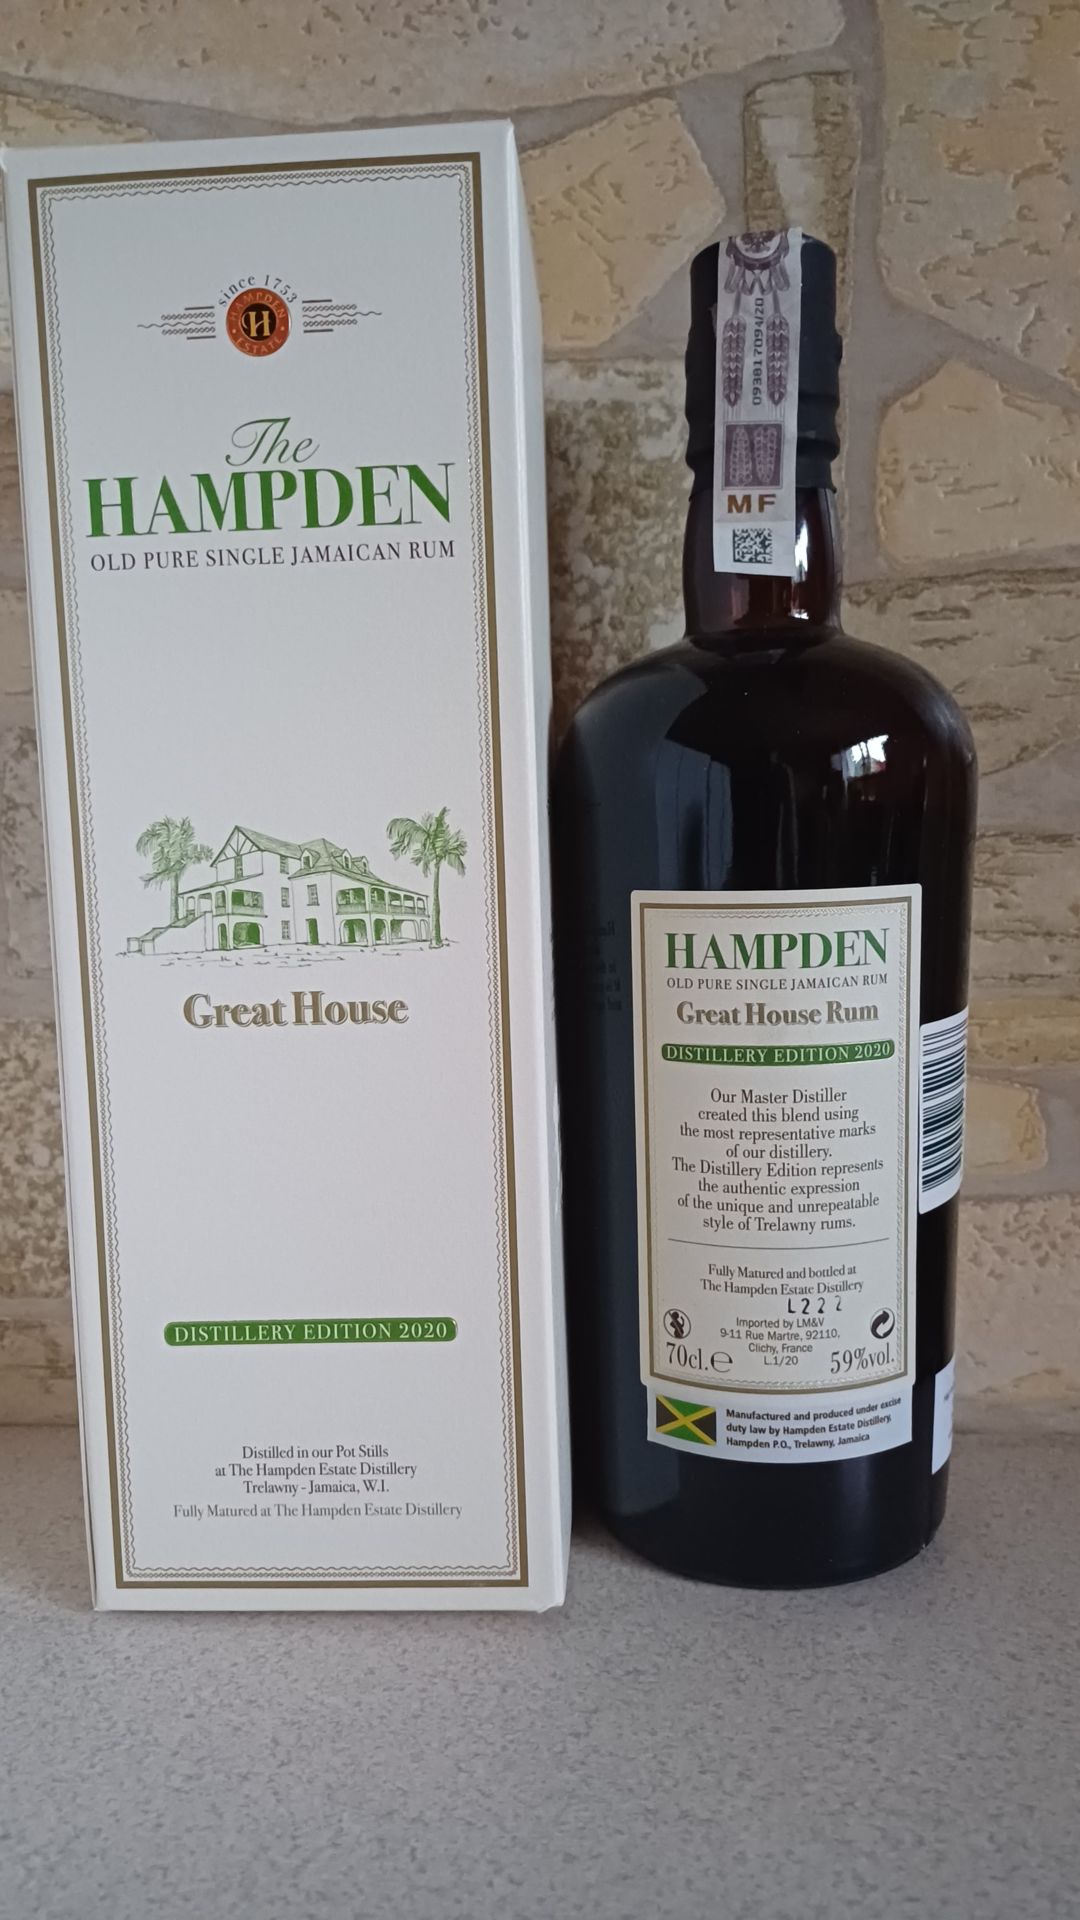 since 1753
HAMPDEN
H
ESTATE
The
HAMPDEN
OLD PURE SINGLE JAMAICAN RUM
Great House
DISTILLERY EDITION 2020
Distilled in our Pot Stills
at The Hampden Estate Distillery
Trelawny - Jamaica, W.I.
Fully Matured at The Hampden Estate Distillery
093817094/20
MF
HAMPDEN
OLD PURE SINGLE JAMAICAN RUM
Great House Rum
DISTILLERY EDITION 2020
Our Master Distiller
created this blend using
the most representative marks
of our distillery.
The Distillery Edition represents
the authentic expression
of the unique and unrepeatable
style of Trelawny rums.
Fully Matured and bottled at
The Hampden Estate Distillery
L222
Imported by LM&V
9-11 Rue Martre, 92110,
Clichy, France
70cl.e L.1/20 59%vol.
Manufactured and produced under excise
duty law by Hampden Estate Distillery,
Hampden P.O., Trelawny, Jamaica